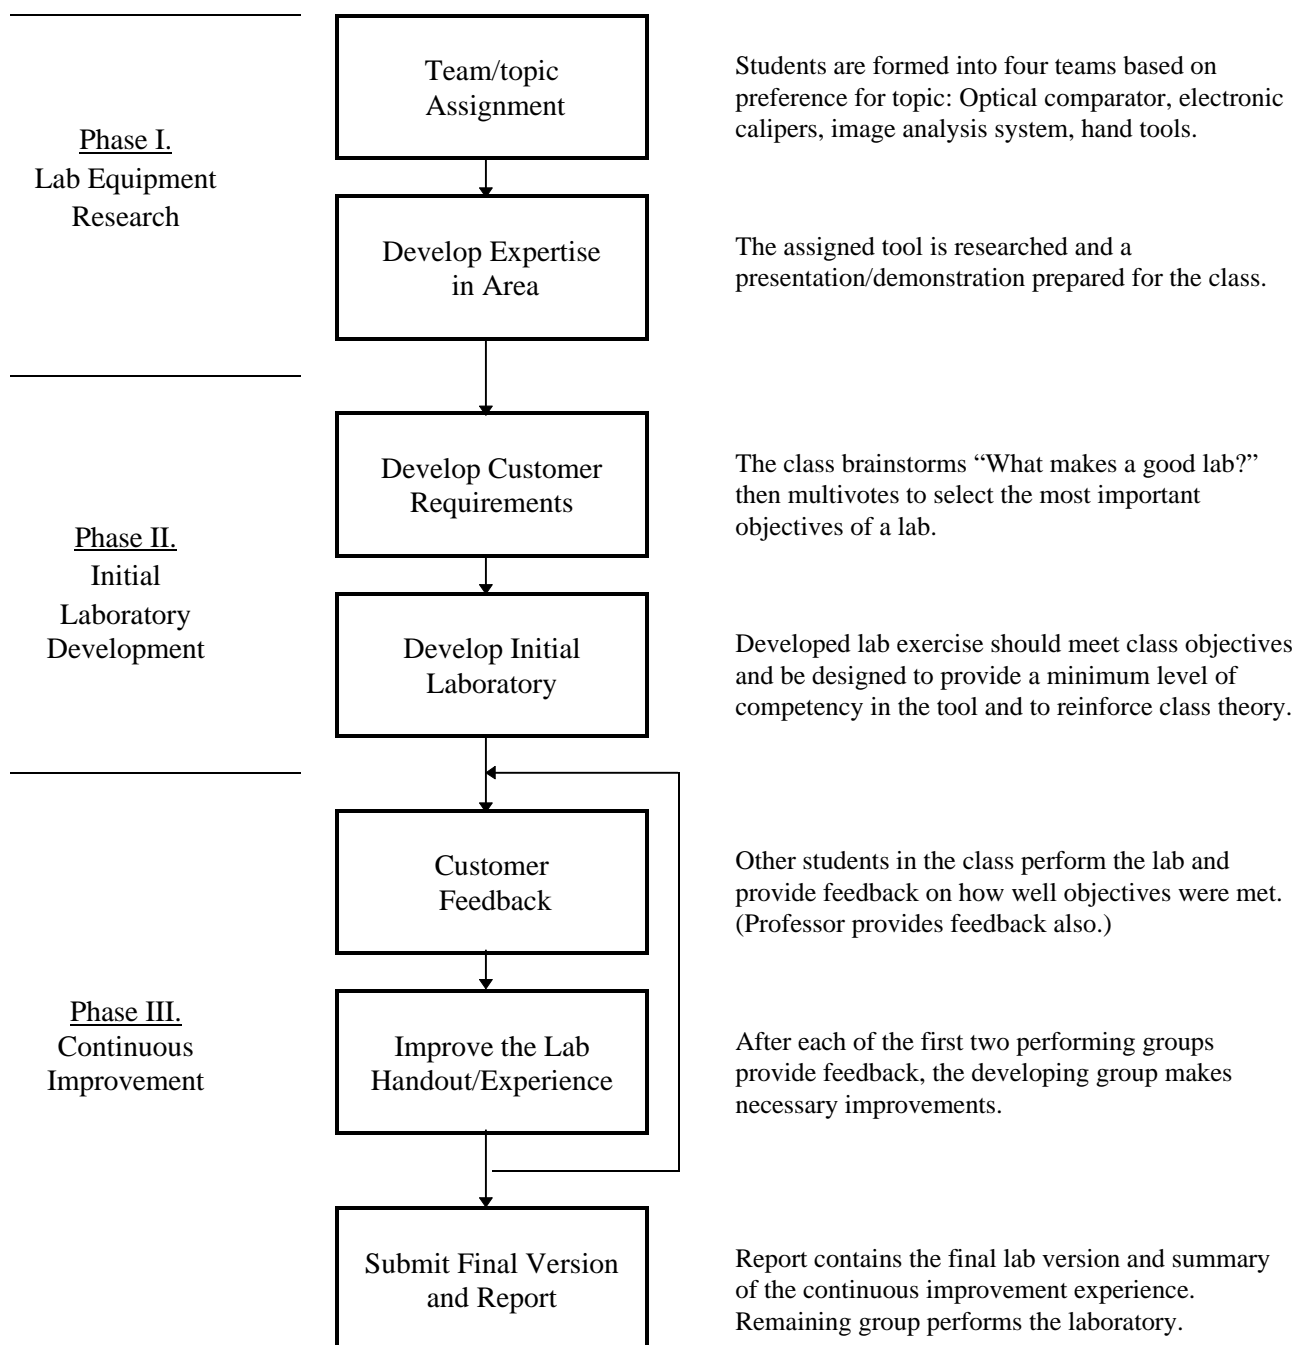 Team/topic
Assignment
Students are formed into four teams based on
preference for topic: Optical comparator, electronic
calipers, image analysis system, hand tools.
Phase I.
Lab Equipment
Research
Develop Expertise
in Area
The assigned tool is researched and a
presentation/demonstration prepared for the class.
Develop Customer
Requirements
The class brainstorms “What makes a good lab?”
then multivotes to select the most important
objectives of a lab.
Phase II.
Initial
Laboratory
Development
Develop Initial
Laboratory
Developed lab exercise should meet class objectives
and be designed to provide a minimum level of
competency in the tool and to reinforce class theory.
Customer
Feedback
Other students in the class perform the lab and
provide feedback on how well objectives were met.
(Professor provides feedback also.)
Phase III.
Continuous
Improvement
Improve the Lab
Handout/Experience
After each of the first two performing groups
provide feedback, the developing group makes
necessary improvements.
Submit Final Version
and Report
Report contains the final lab version and summary
of the continuous improvement experience.
Remaining group performs the laboratory.